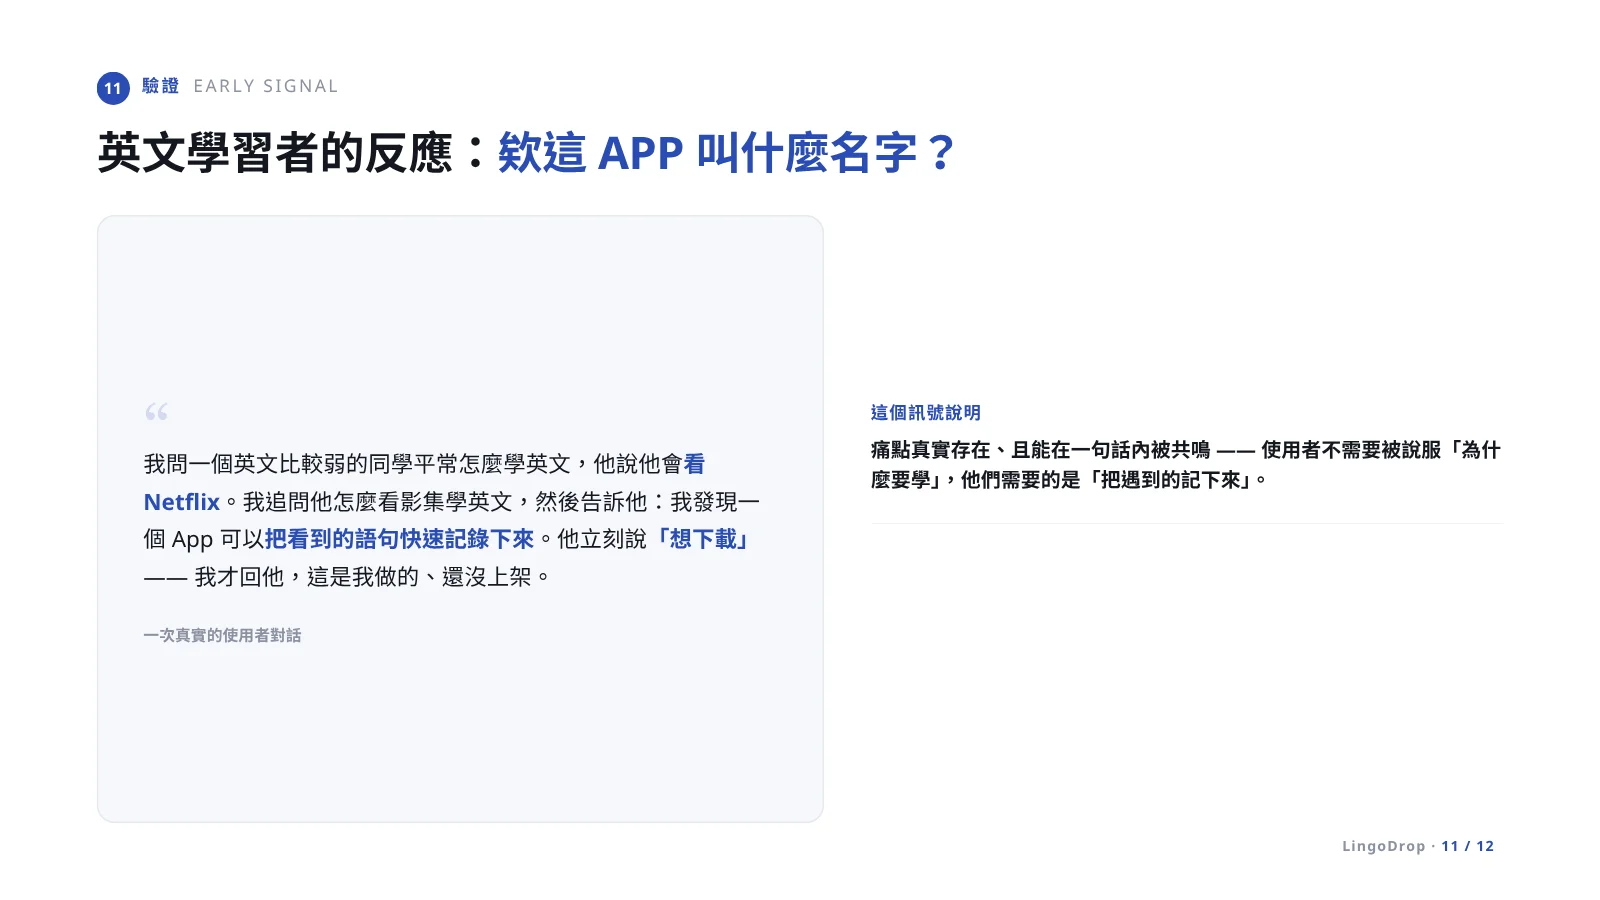 11 驗證 EARLY SIGNAL
英文學習者的反應：欸這 APP 叫什麼名字？
“
我問一個英文比較弱的同學平常怎麼學英文，他說他會看
Netflix。我追問他怎麼看影集學英文，然後告訴他：我發現一
個 App 可以把看到的語句快速記錄下來。他立刻說「想下載」
—— 我才回他，這是我做的、還沒上架。
一次真實的使用者對話
這個訊號說明
痛點真實存在、且能在一句話內被共鳴 —— 使用者不需要被說服「為什
麼要學」，他們需要的是「把遇到的記下來」。
LingoDrop · 11 / 12